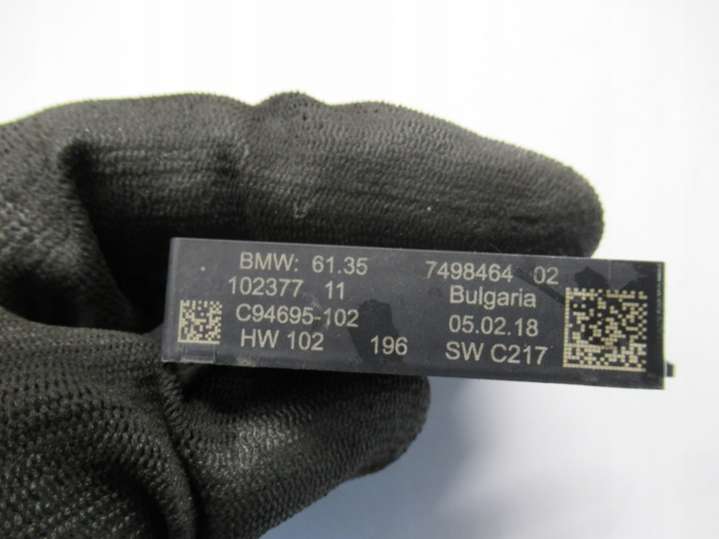 BMW: 61.35 7498464 02
102377 11 Bulgaria
C94695-102 05.02.18
HW 102 196 SW C217